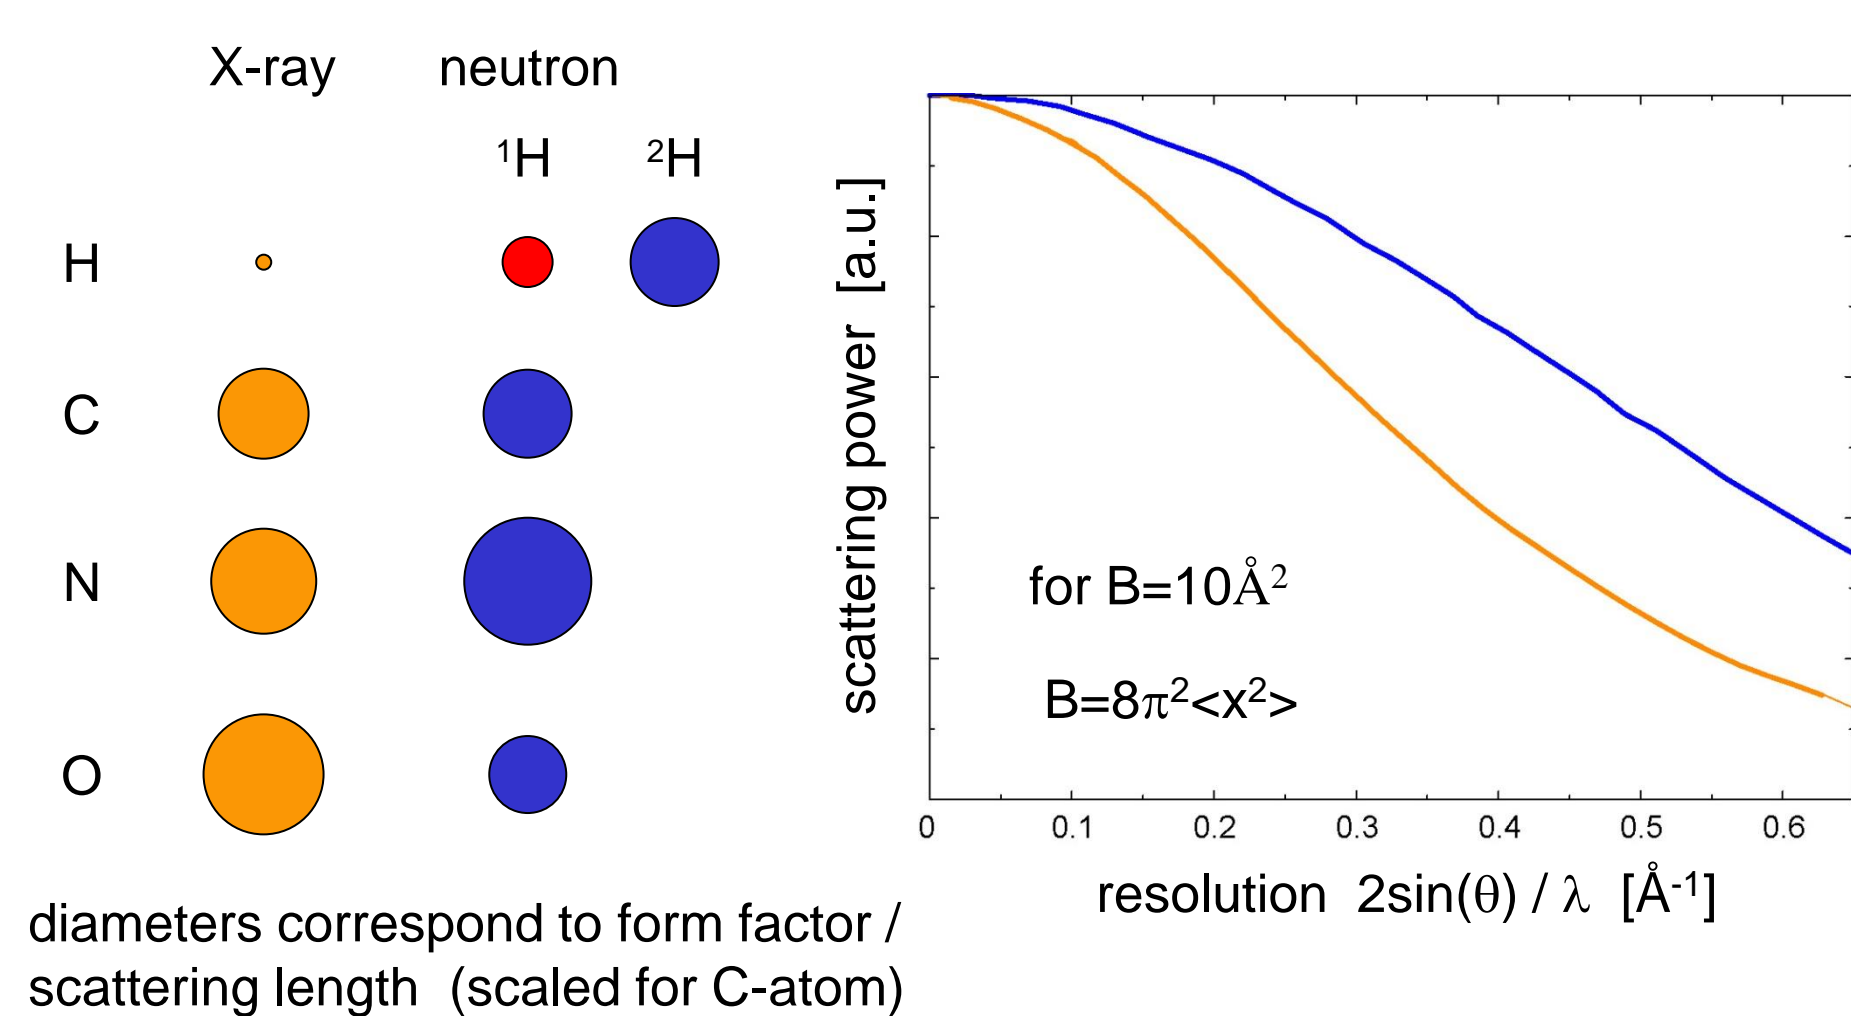 X-ray neutron
¹H ²H
H
C
N
O
diameters correspond to form factor /
scattering length (scaled for C-atom)
scattering power [a.u.]
for B=10Å²
B=8π²<x²>
0 0.1 0.2 0.3 0.4 0.5 0.6
resolution 2sin(θ) / λ [Å⁻¹]